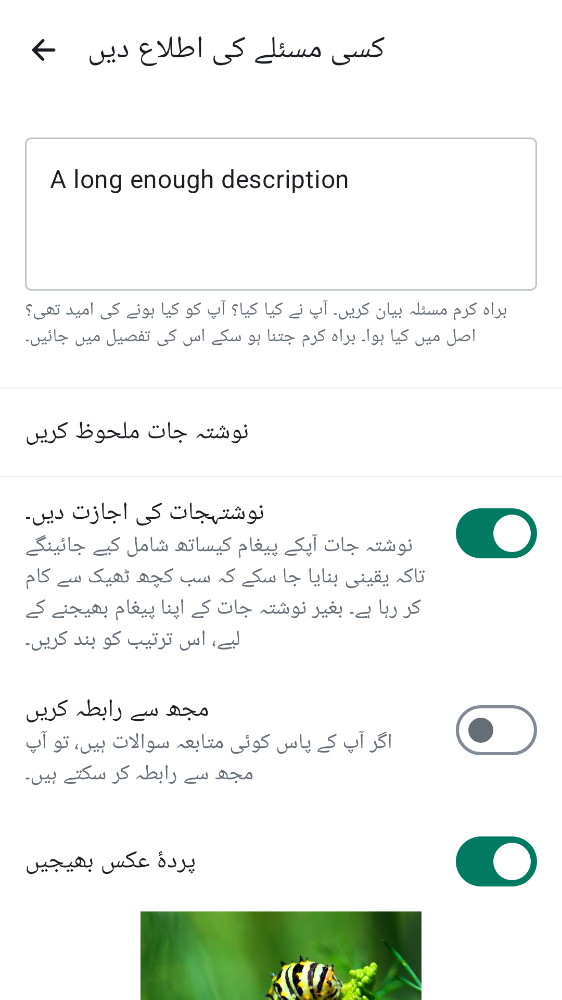 کسی مسئلے کی اطلاع دیں
A long enough description
براہ کرم مسئلہ بیان کریں۔ آپ نے کیا کیا؟ آپ کو کیا ہونے کی امید تھی؟
اصل میں کیا ہوا۔ براہ کرم جتنا ہو سکے اس کی تفصیل میں جائیں۔
نوشتہ جات ملحوظ کریں
نوشتہجات کی اجازت دیں۔
نوشتہ جات آپکے پیغام کیساتھ شامل کیے جائینگے
تاکہ یقینی بنایا جا سکے کہ سب کچھ ٹھیک سے کام
کر رہا ہے۔ بغیر نوشتہ جات کے اپنا پیغام بھیجنے کے
لیے، اس ترتیب کو بند کریں۔
مجھ سے رابطہ کریں
اگر آپ کے پاس کوئی متابعہ سوالات ہیں، تو آپ
مجھ سے رابطہ کر سکتے ہیں۔
پردۂ عکس بھیجیں